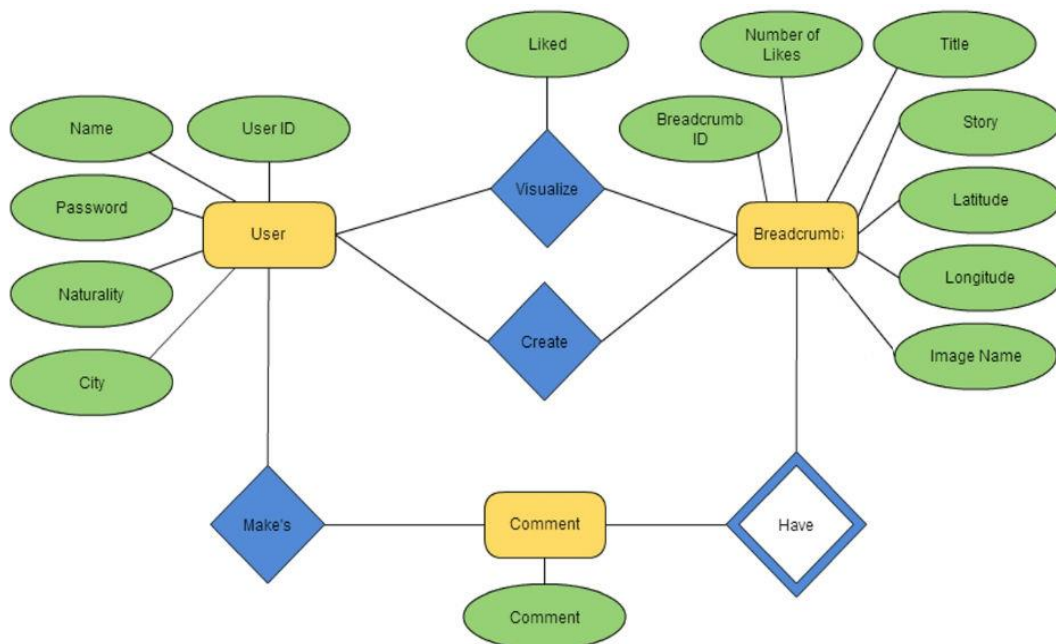 Liked
Number of
Likes
Title
Name
User ID
Breadcrumb
ID
Story
Password
Visualize
Latitude
User
Breadcrumb
Naturality
Longitude
Create
Image Name
City
Make's
Comment
Have
Comment